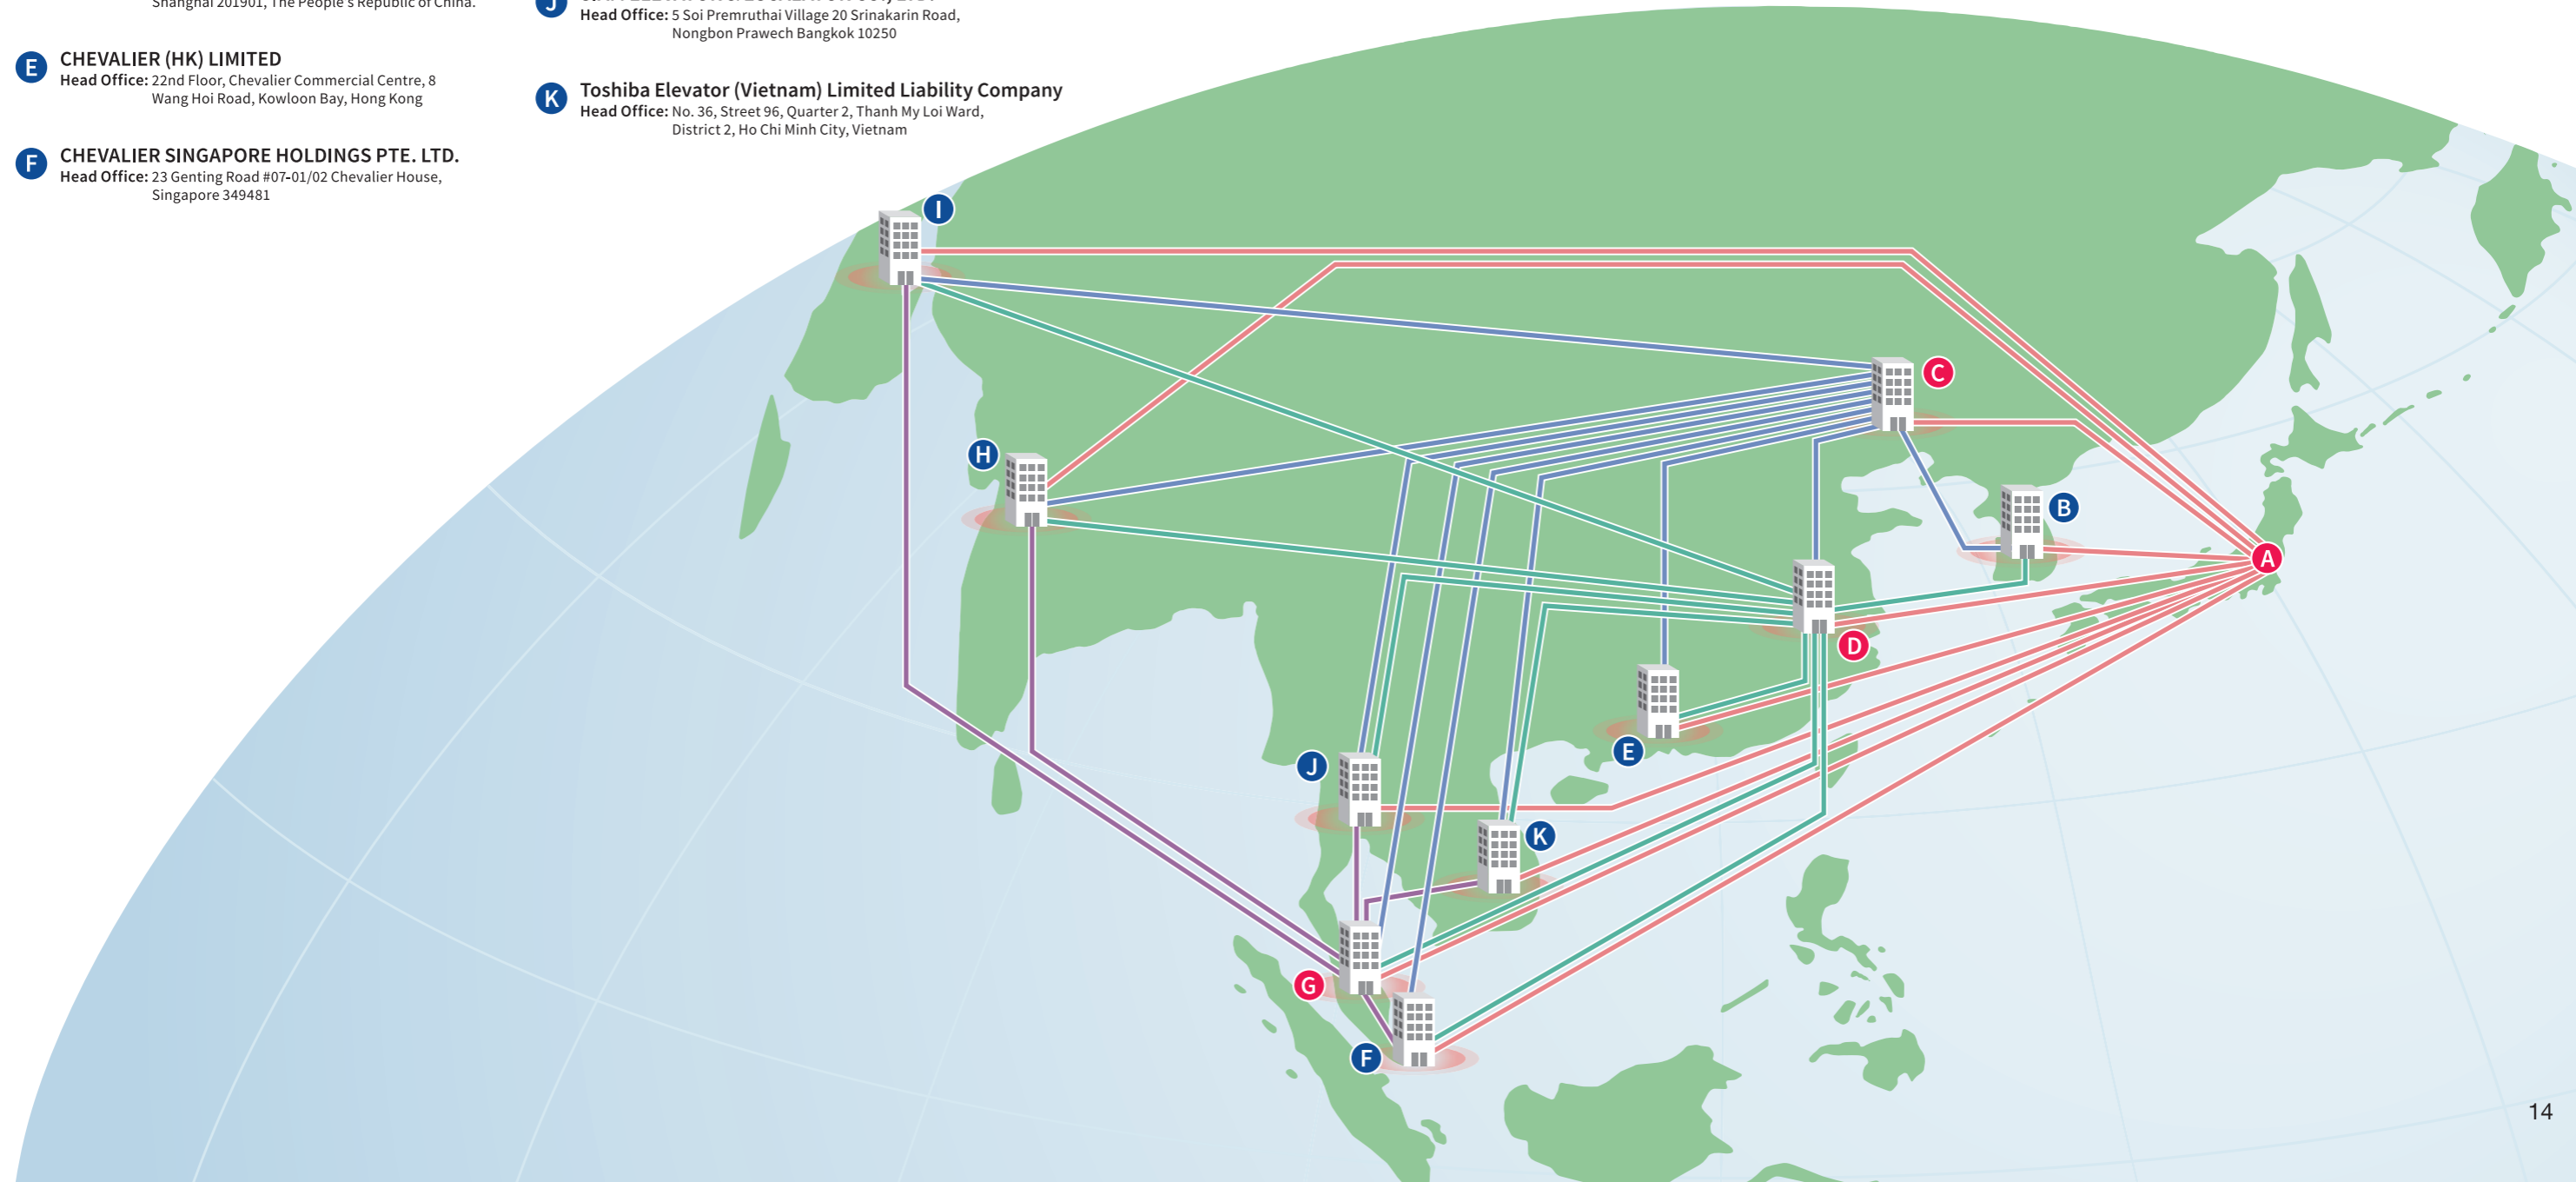 Shanghai 201901, The People's Republic of China.
E
CHEVALIER (HK) LIMITED
Head Office: 22nd Floor, Chevalier Commercial Centre, 8
Wang Hoi Road, Kowloon Bay, Hong Kong
F
CHEVALIER SINGAPORE HOLDINGS PTE. LTD.
Head Office: 23 Genting Road #07-01/02 Chevalier House,
Singapore 349481
J
Head Office: 5 Soi Premruthai Village 20 Srinakarin Road,
Nongbon Prawech Bangkok 10250
K
Toshiba Elevator (Vietnam) Limited Liability Company
Head Office: No. 36, Street 96, Quarter 2, Thanh My Loi Ward,
District 2, Ho Chi Minh City, Vietnam
I
C
H
B
A
D
E
J
K
G
F
14